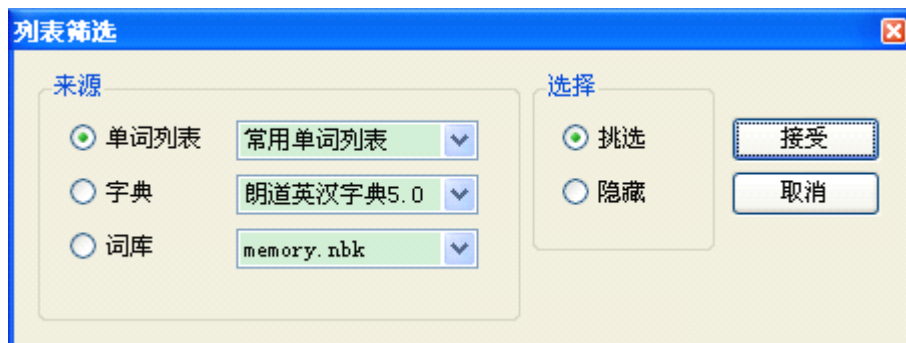 列表筛选
来源
单词列表 常用单词列表
字典 朗道英汉字典5.0
词库 memory.nbk
选择
挑选
隐藏
接受
取消